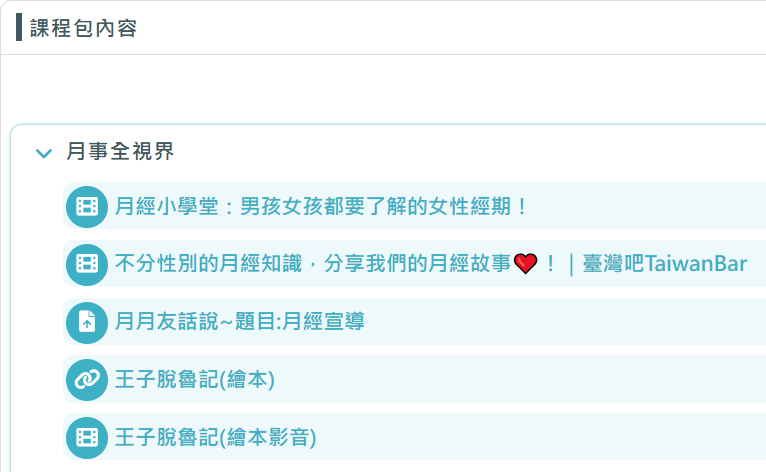 課程包內容
月事全視界
月經小學堂：男孩女孩都要了解的女性經期！
不分性別的月經知識．分享我們的月經故事❤️！｜臺灣吧TaiwanBar
月月友話說~題目:月經宣導
王子脫魯記(繪本)
王子脫魯記(繪本影音)